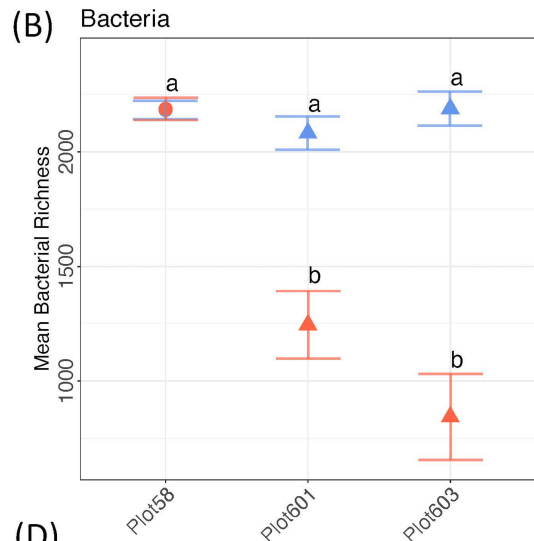 (B) Bacteria
a
a
a
2000
1500
1000
b
b
Mean Bacterial Richness
Plot58
Plot601
Plot603
(D)